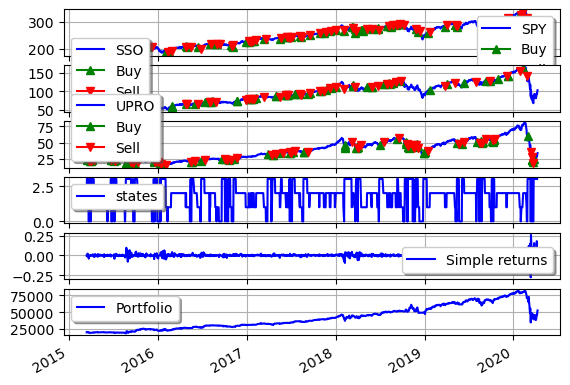 300
200
SPY
Buy
150
100
50
SSO
Buy
Sell
75
50
25
UPRO
Buy
Sell
2.5
0.0
states
0.25
0.00
−0.25
Simple returns
75000
50000
25000
Portfolio
2015 2016 2017 2018 2019 2020